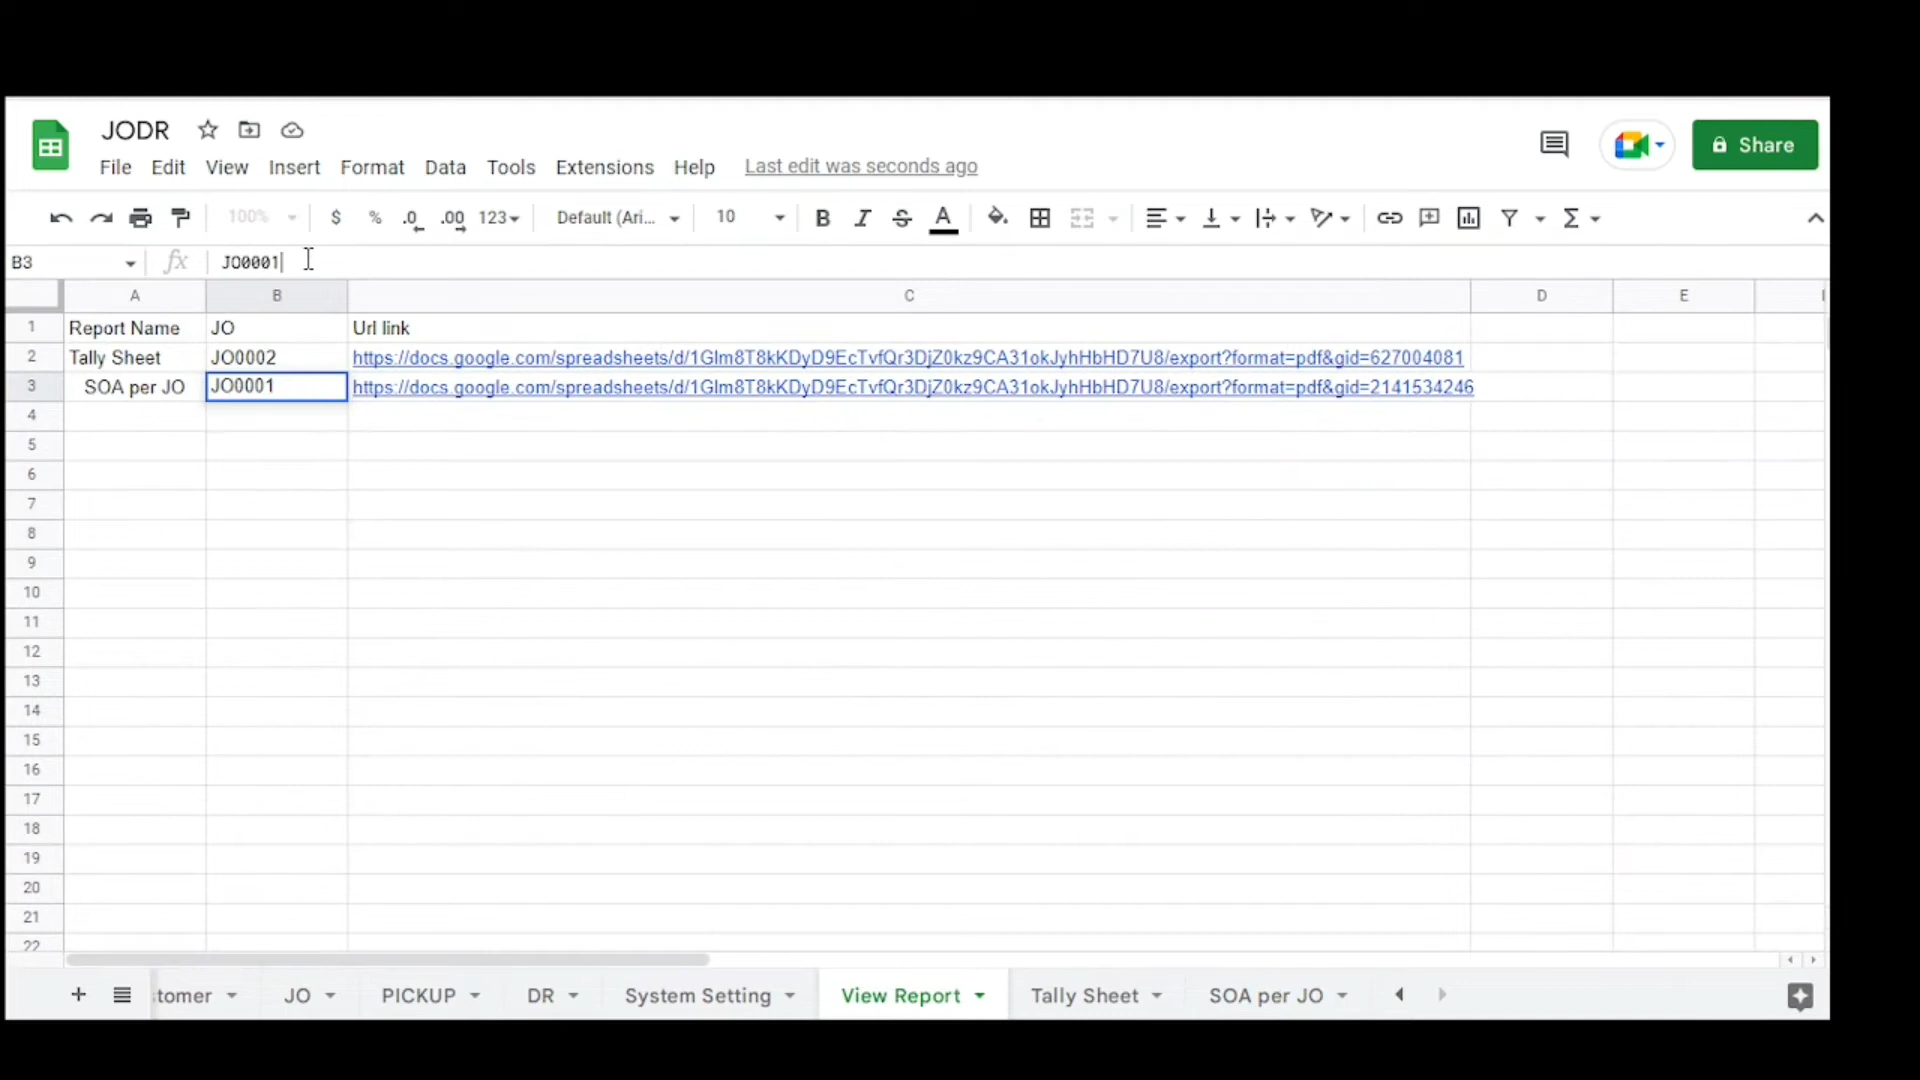 JODR
File Edit View Insert Format Data Tools Extensions Help Last edit was seconds ago
Share
100% $ % .0 .00 123 Default (Ari... 10 B I S A
B3 fx JO0001
A B C D E
1 Report Name JO Url link
2 Tally Sheet JO0002 https://docs.google.com/spreadsheets/d/1Glm8T8kKDyD9EcTvfQr3DjZ0kz9CA31okJyhHbHD7U8/export?format=pdf&gid=627004081
3 SOA per JO JO0001 https://docs.google.com/spreadsheets/d/1Glm8T8kKDyD9EcTvfQr3DjZ0kz9CA31okJyhHbHD7U8/export?format=pdf&gid=2141534246
4
5
6
7
8
9
10
11
12
13
14
15
16
17
18
19
20
21
22
+ tomer JO PICKUP DR System Setting View Report Tally Sheet SOA per JO